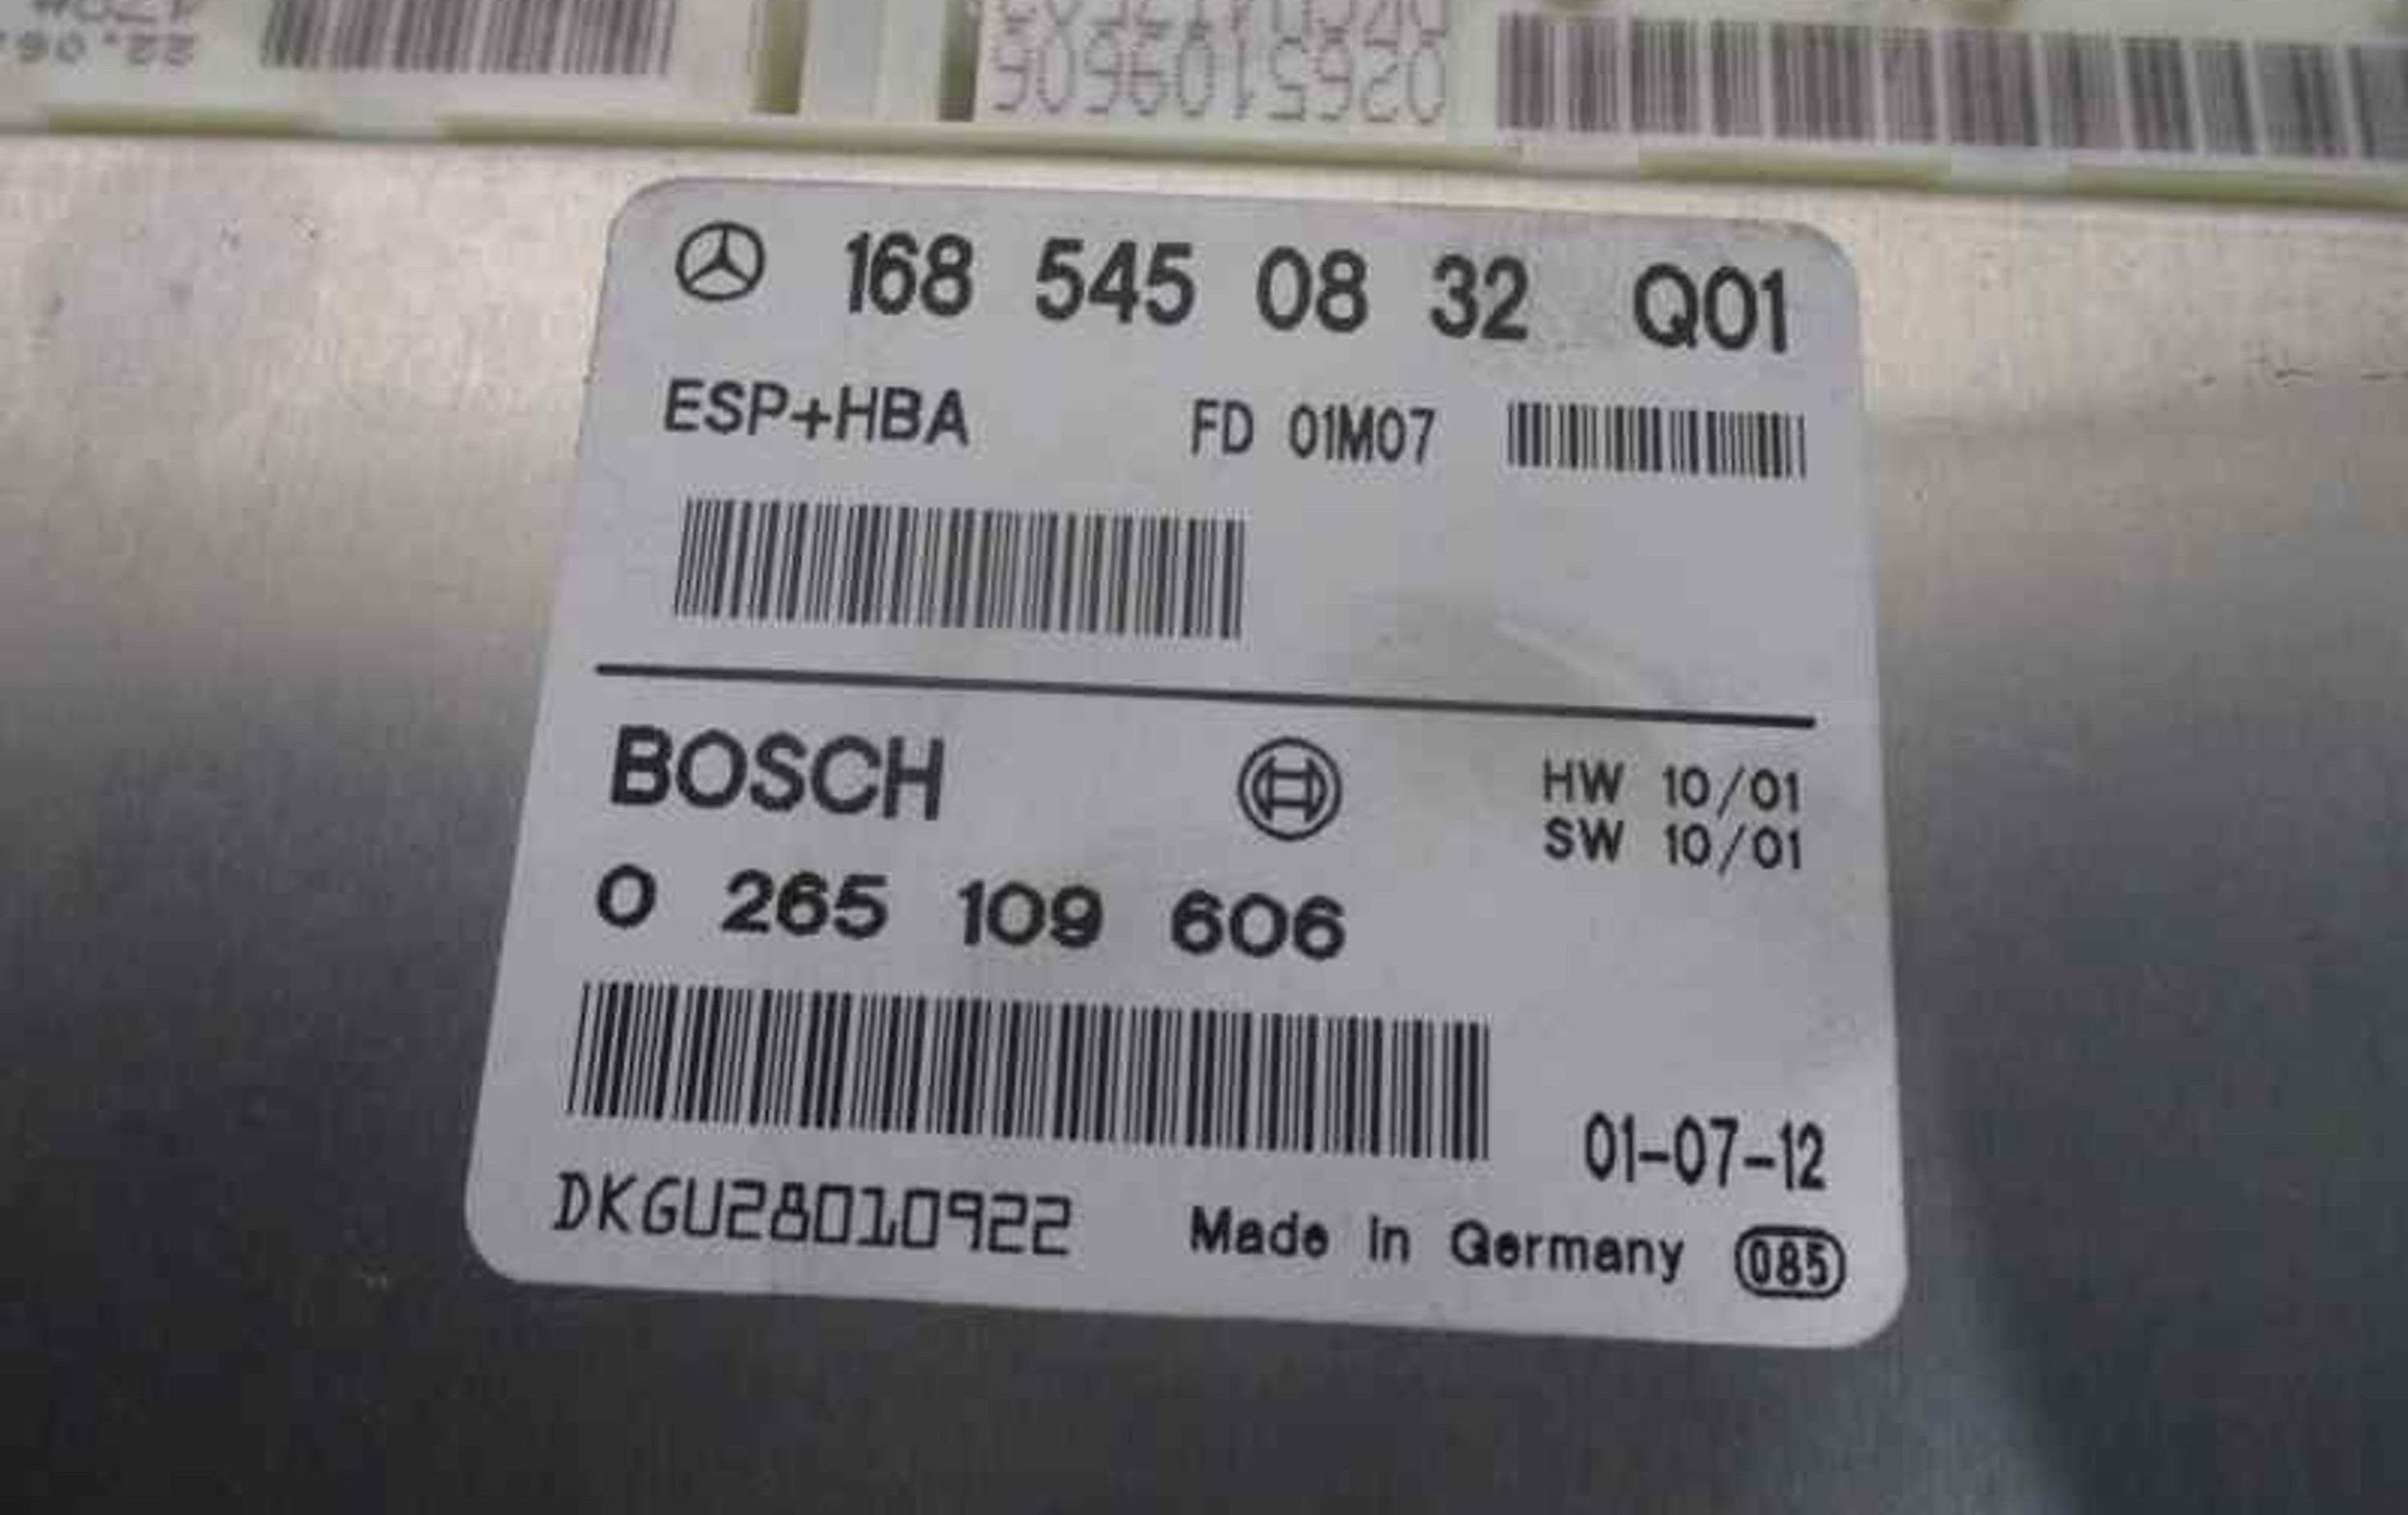 0265109606
168 545 08 32 Q01
ESP+HBA FD 01M07
BOSCH HW 10/01
SW 10/01
0 265 109 606
01-07-12
DKGU28010922 Made in Germany 085